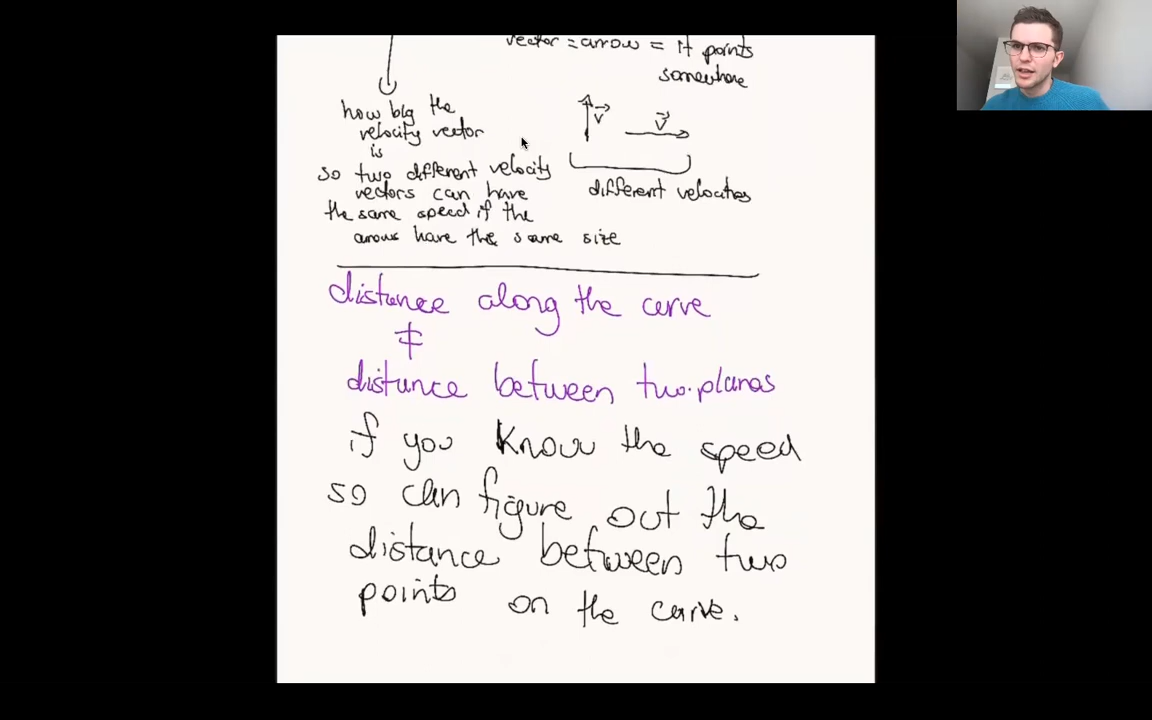 vector = arrow = it points
somewhere
how big the
velocity vector
is
so two different velocity
vectors can have
the same speed if the
arrows have the same size
v v
different velocities
distance along the curve
≠
distance between two planes
if you know the speed
so can figure out the
distance between two
points on the curve.